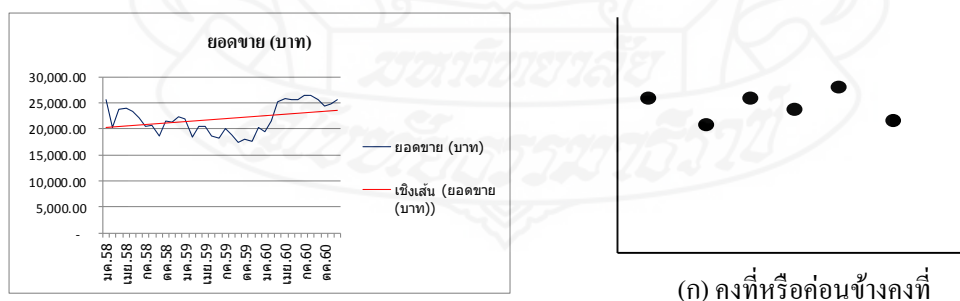 ยอดขาย (บาท)
30,000.00
25,000.00
20,000.00
15,000.00
10,000.00
5,000.00
-
มค.58
เมย.58
กค.58
ตค.58
มค.59
เมย.59
กค.59
ตค.59
มค.60
เมย.60
กค.60
ตค.60
ยอดขาย (บาท)
เชิงเส้น (ยอดขาย
(บาท))
(ก) คงที่หรือค่อนข้างคงที่